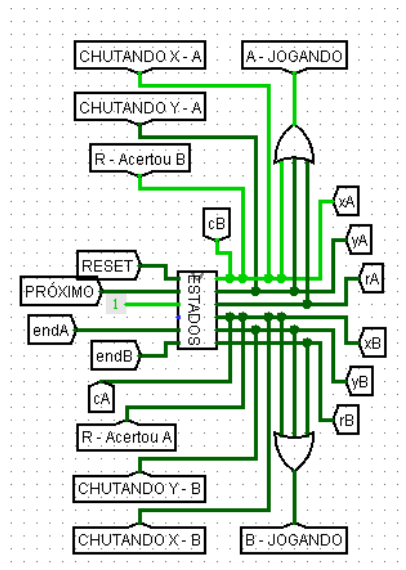 CHUTANDO X - A
A - JOGANDO
CHUTANDO Y - A
R - Acertou B
xA
cB
yA
RESET
rA
PRÓXIMO
1
ESTADOS
endA
xB
endB
yB
cA
rB
R - Acertou A
CHUTANDO Y - B
CHUTANDO X - B
B - JOGANDO